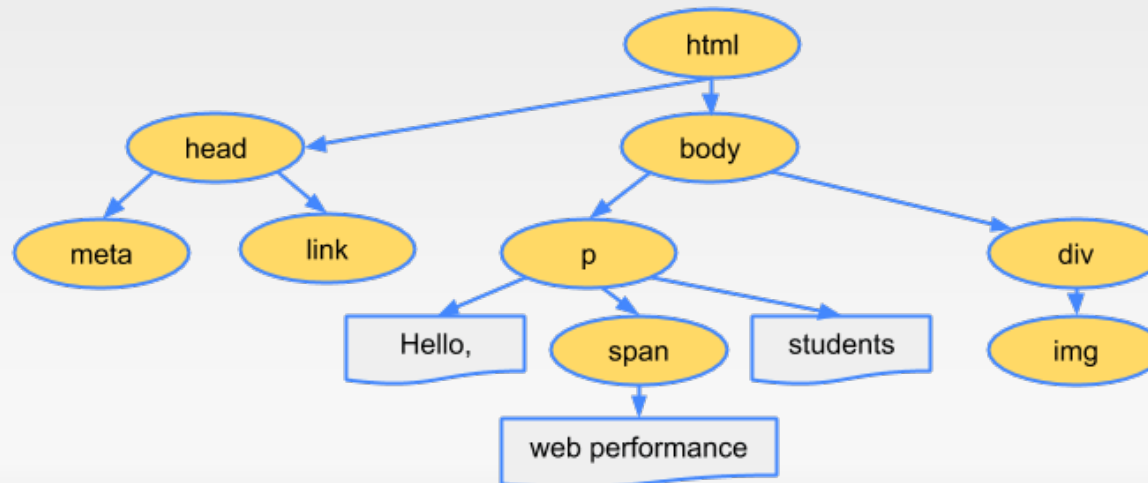 html
head
body
meta
link
p
div
Hello,
span
students
img
web performance